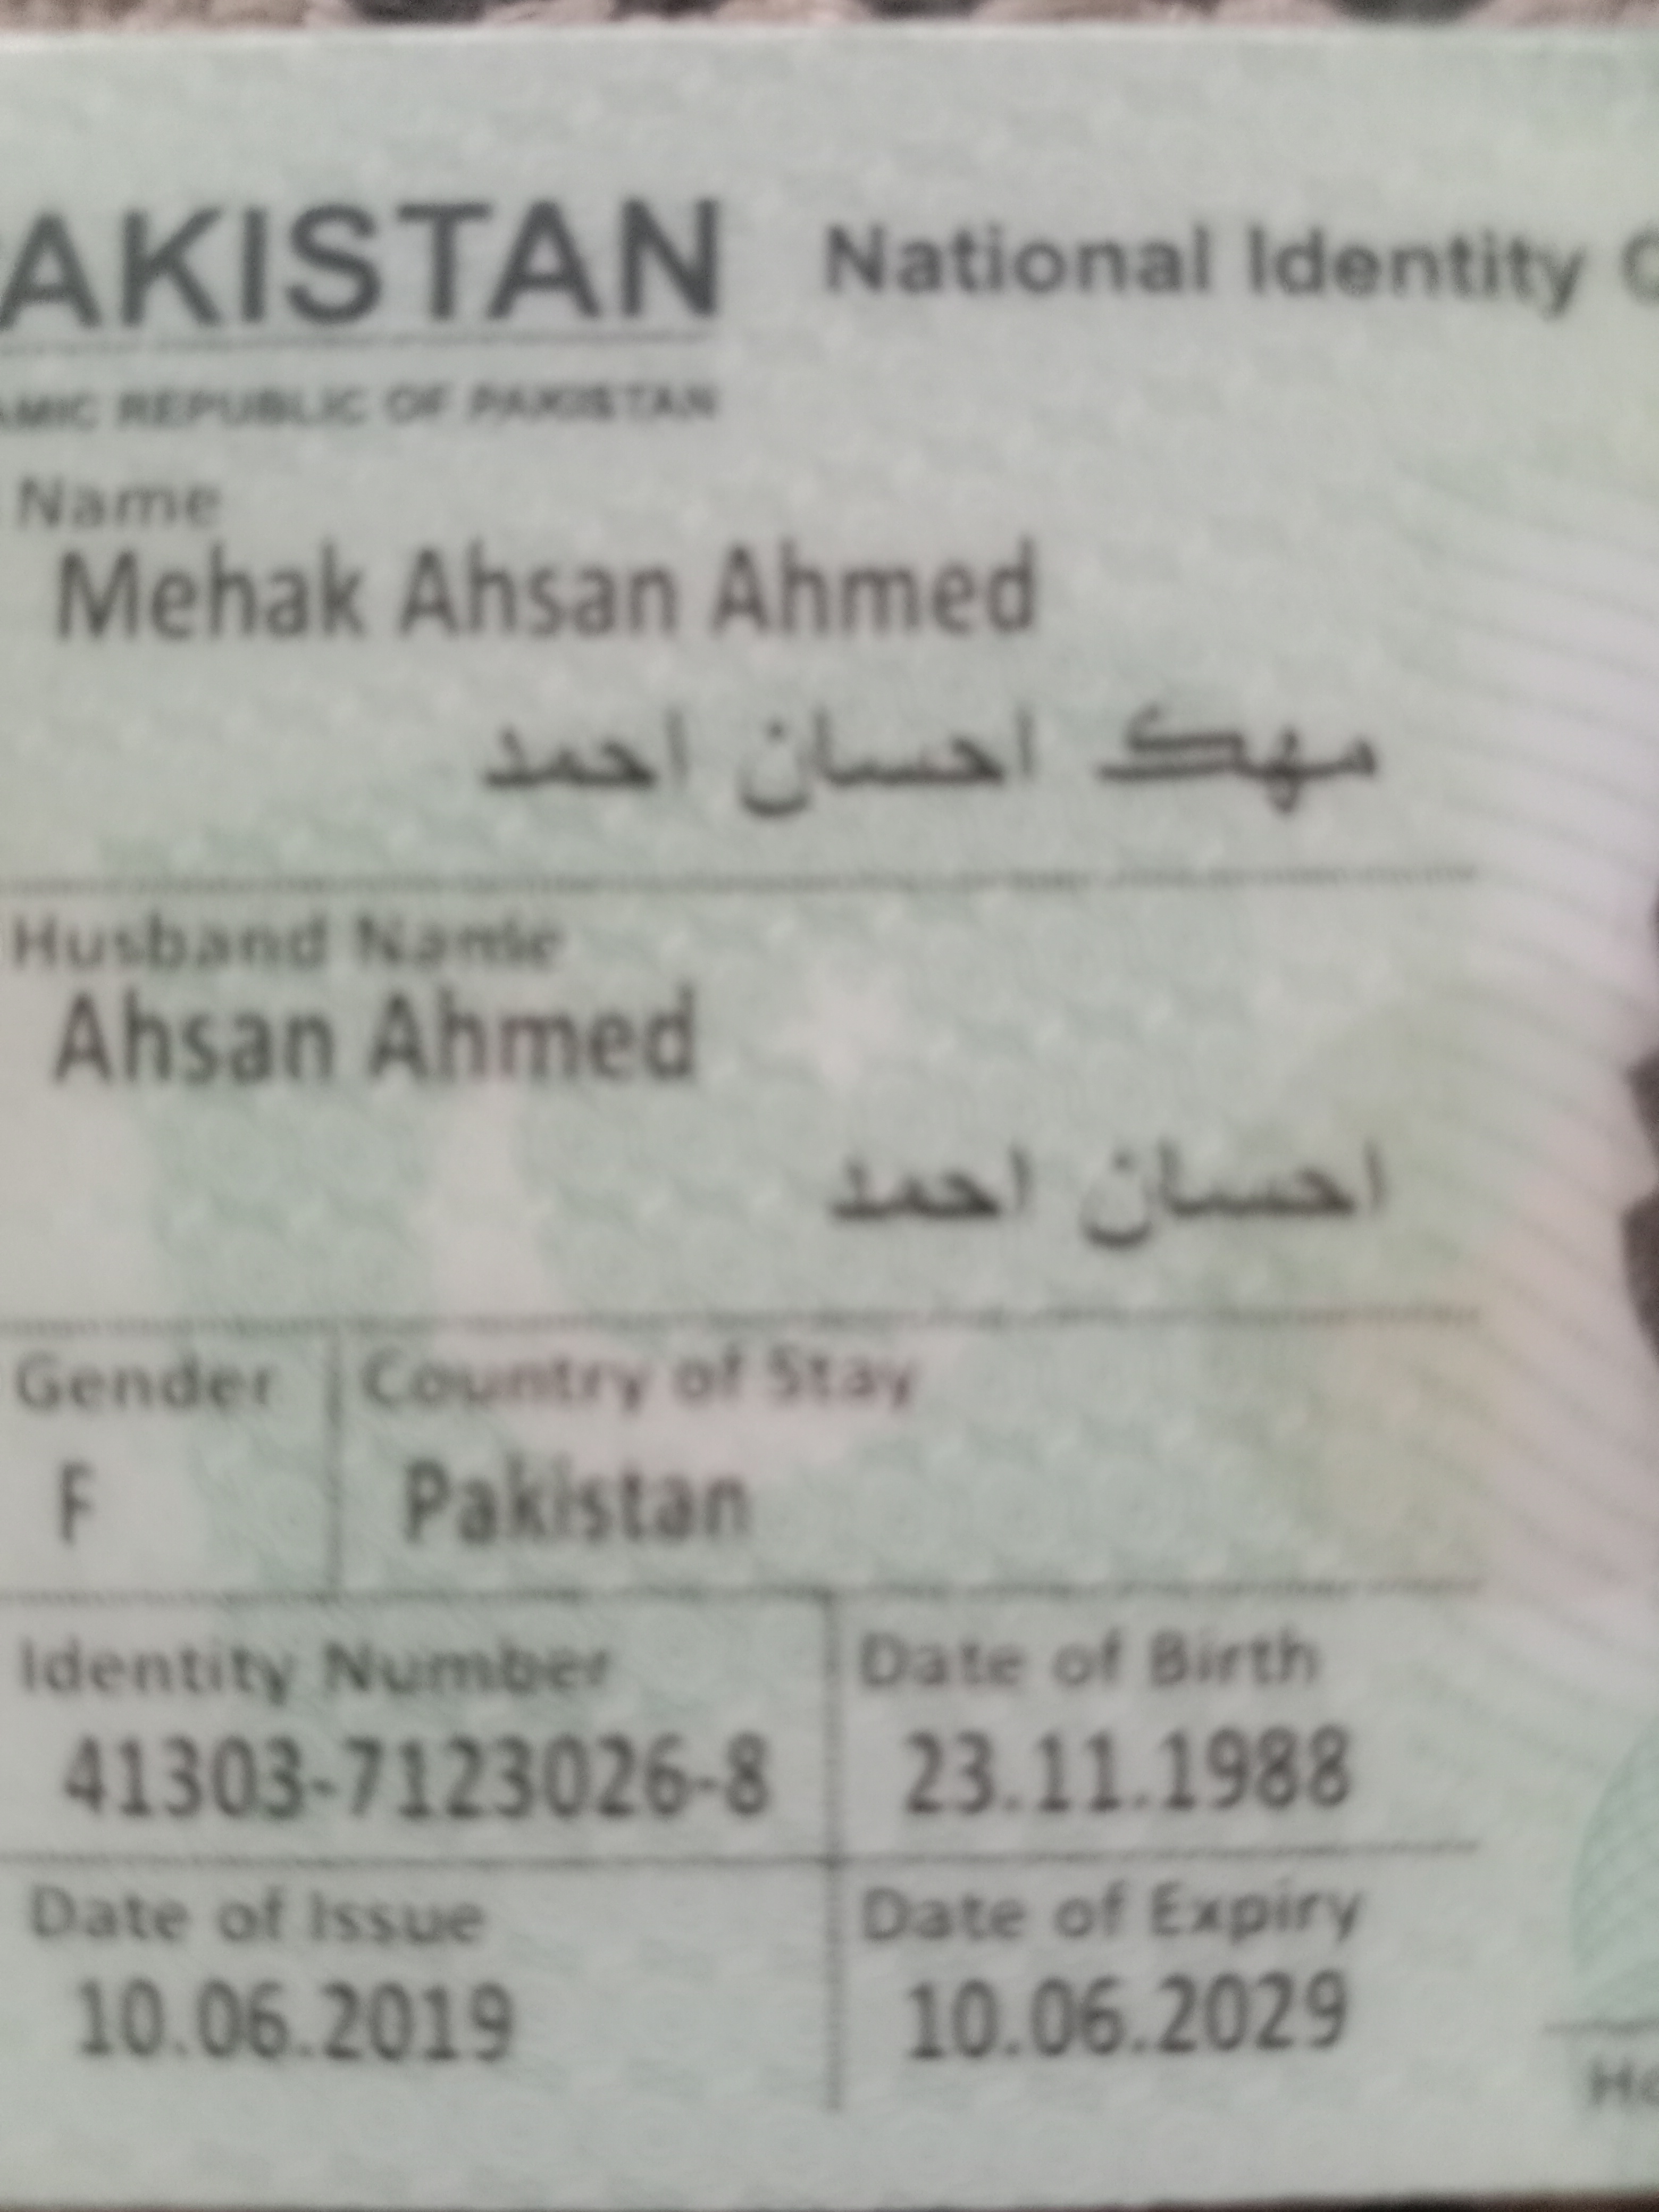 AKISTAN National Identity C
AMIC REPUBLIC OF PAKISTAN
Name
Mehak Ahsan Ahmed
مہک احسان احمد
Husband Name
Ahsan Ahmed
احسان احمد
Gender Country of Stay
F Pakistan
Identity Number Date of Birth
41303-7123026-8 23.11.1988
Date of Issue Date of Expiry
10.06.2019 10.06.2029
Ho